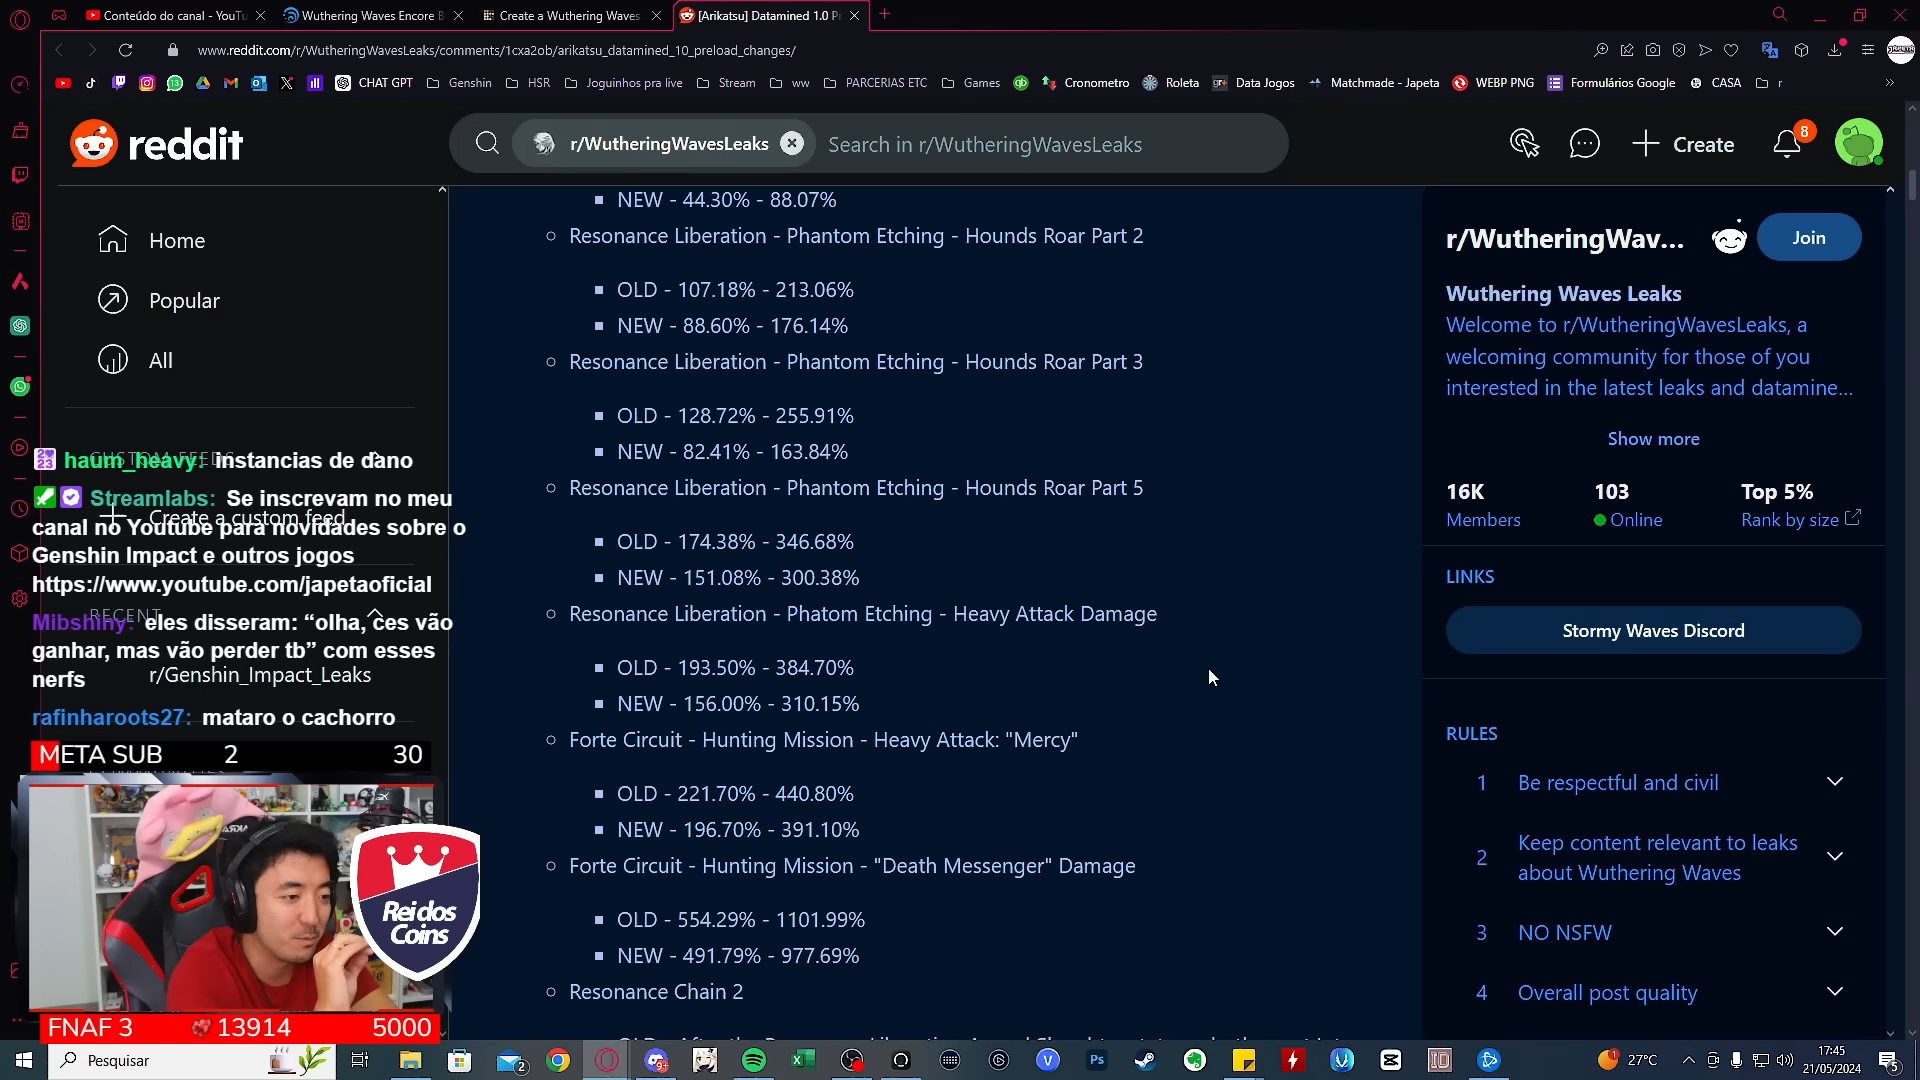 Conteúdo do canal - YouTu
Wuthering Waves Encore B
Create a Wuthering Waves
[Arikatsu] Datamined 1.0 P
www.reddit.com/r/WutheringWavesLeaks/comments/1cxa2ob/arikatsu_datamined_10_preload_changes/
CHAT GPT
Genshin
HSR
Joguinhos pra live
Stream
ww
PARCERIAS ETC
Games
Cronometro
Roleta
Data Jogos
Matchmade - Japeta
WEBP PNG
Formulários Google
CASA
r
reddit
r/WutheringWavesLeaks
Search in r/WutheringWavesLeaks
Create
8
Home
Popular
All
CUSTOM FEEDS
Create a custom feed
RECENT
r/Genshin_Impact_Leaks
haum_heavy: instancias de dano
Streamlabs: Se inscrevam no meu
canal no Youtube para novidades sobre o
Genshin Impact e outros jogos
https://www.youtube.com/japetaoficial
Mibshihy: eles disseram: “olha, ces vão
ganhar, mas vão perder tb” com esses
nerfs
rafinharoots27: mataro o cachorro
META SUB 2 30
Rei dos
Coins
FNAF 3 13914 5000
NEW - 44.30% - 88.07%
Resonance Liberation - Phantom Etching - Hounds Roar Part 2
OLD - 107.18% - 213.06%
NEW - 88.60% - 176.14%
Resonance Liberation - Phantom Etching - Hounds Roar Part 3
OLD - 128.72% - 255.91%
NEW - 82.41% - 163.84%
Resonance Liberation - Phantom Etching - Hounds Roar Part 5
OLD - 174.38% - 346.68%
NEW - 151.08% - 300.38%
Resonance Liberation - Phatom Etching - Heavy Attack Damage
OLD - 193.50% - 384.70%
NEW - 156.00% - 310.15%
Forte Circuit - Hunting Mission - Heavy Attack: "Mercy"
OLD - 221.70% - 440.80%
NEW - 196.70% - 391.10%
Forte Circuit - Hunting Mission - "Death Messenger" Damage
OLD - 554.29% - 1101.99%
NEW - 491.79% - 977.69%
Resonance Chain 2
r/WutheringWav...
Join
Wuthering Waves Leaks
Welcome to r/WutheringWavesLeaks, a
welcoming community for those of you
interested in the latest leaks and datamine...
Show more
16K 103 Top 5%
Members Online Rank by size
LINKS
Stormy Waves Discord
RULES
1 Be respectful and civil
2 Keep content relevant to leaks
about Wuthering Waves
3 NO NSFW
4 Overall post quality
Pesquisar
27°C
17:45
21/05/2024